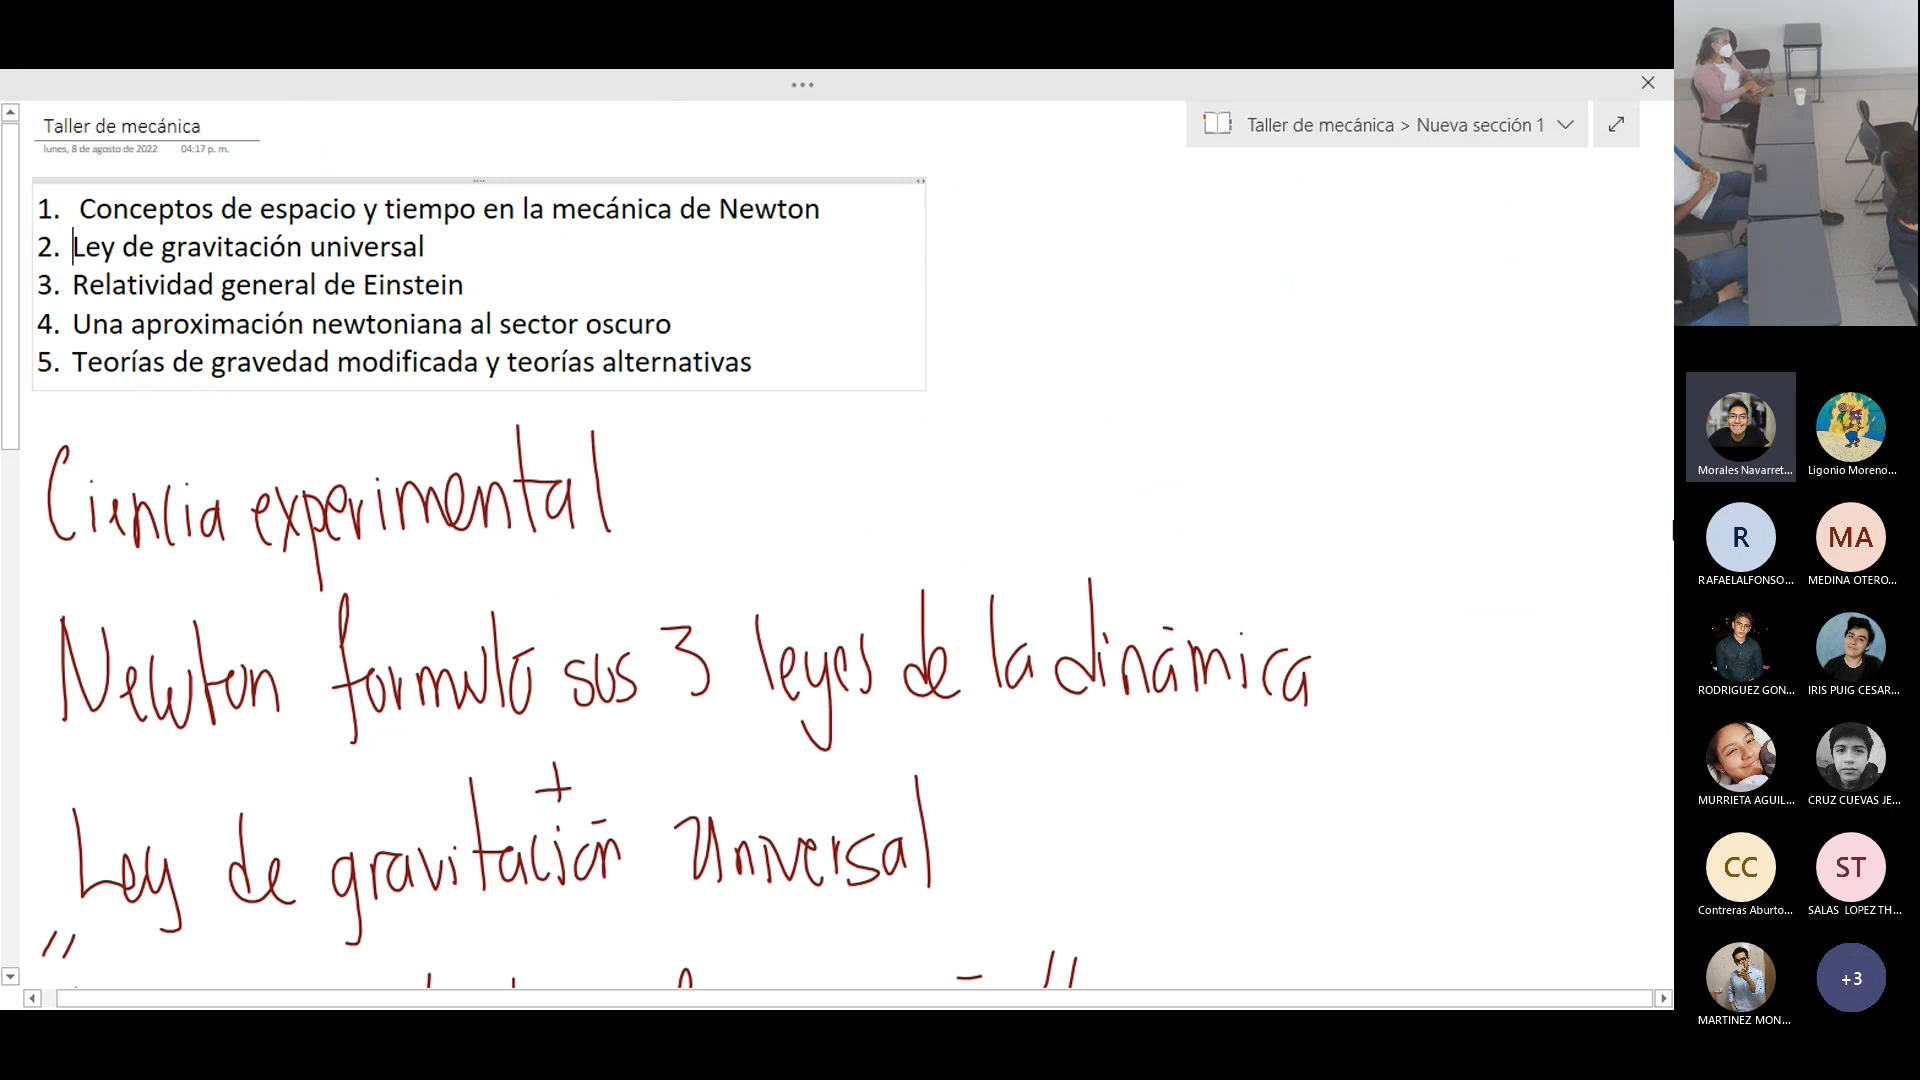 Taller de mecánica
lunes, 8 de agosto de 2022 04:17 p. m.
Taller de mecánica > Nueva sección 1
1. Conceptos de espacio y tiempo en la mecánica de Newton
2. Ley de gravitación universal
3. Relatividad general de Einstein
4. Una aproximación newtoniana al sector oscuro
5. Teorías de gravedad modificada y teorías alternativas
Ciencia experimental
Newton formuló sus 3 leyes de la dinámica
+
Ley de gravitación Universal
Morales Navarret...
Ligonio Moreno...
R
MA
RAFAELALFONSO...
MEDINA OTERO...
RODRIGUEZ GON...
IRIS PUIG CESAR...
MURRIETA AGUIL...
CRUZ CUEVAS JE...
CC
ST
Contreras Aburto...
SALAS LOPEZ TH...
MARTINEZ MON...
+3